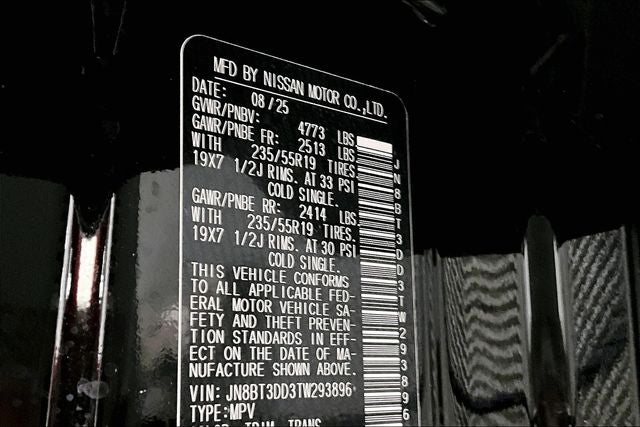 MFD BY NISSAN MOTOR CO.,LTD.
DATE: 08/25
GVWR/PNBV: 4773 LBS
GAWR/PNBE FR: 2513 LBS
WITH 235/55R19 TIRES
19X7 1/2J RIMS. AT 33 PSI
COLD SINGLE.
GAWR/PNBE RR: 2414 LBS
WITH 235/55R19 TIRES.
19X7 1/2J RIMS. AT 30 PSI
COLD SINGLE.
THIS VEHICLE CONFORMS
TO ALL APPLICABLE FED-
ERAL MOTOR VEHICLE SA-
FETY AND THEFT PREVEN-
TION STANDARDS IN EFF-
ECT ON THE DATE OF MA-
NUFACTURE SHOWN ABOVE.
VIN: JN8BT3DD3TW293896
TYPE:MPV
COLOR TRIM TRANS
JN8BT3DD3TW293896